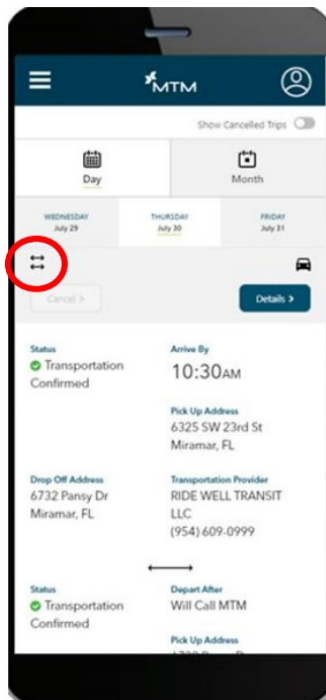 MTM
Show Cancelled Trips
Day
Month
WEDNESDAY
July 29
THURSDAY
July 30
FRIDAY
July 31
Cancel >
Details >
Status
Transportation
Confirmed
Arrive By
10:30AM
Pick Up Address
6325 SW 23rd St
Miramar, FL
Drop Off Address
6732 Pansy Dr
Miramar, FL
Transportation Provider
RIDE WELL TRANSIT
LLC
(954) 609-0999
Status
Transportation
Confirmed
Depart After
Will Call MTM
Pick Up Address